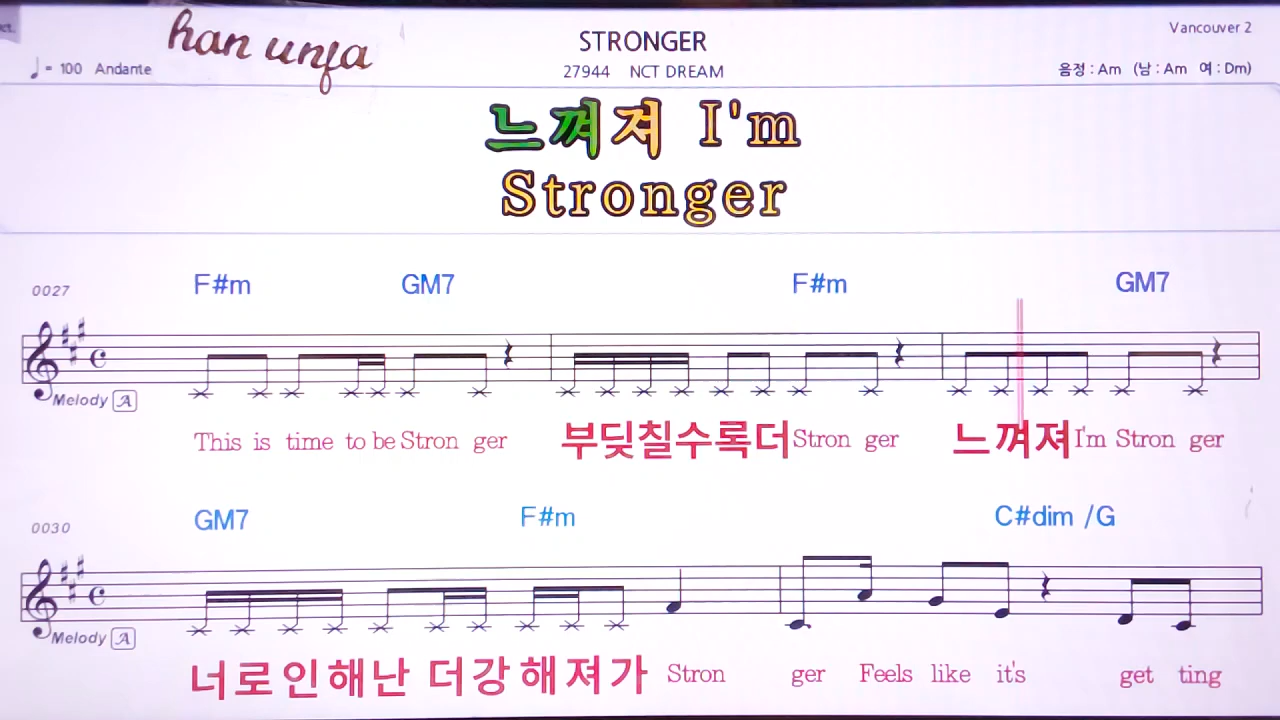 ct.
han unfa
STRONGER
Vancouver 2
♩= 100 Andante
27944 NCT DREAM
음정 : Am (남 : Am 여 : Dm)
느껴져 I'm
Stronger
0027
F#m GM7 F#m GM7
C
Melody A
This is time to be Stron ger 부딪칠수록더 Stron ger 느껴져 I'm Stron ger
0030
GM7 F#m C#dim /G
C
Melody A
너로인해난 더강해져가 Stron ger Feels like it's get ting